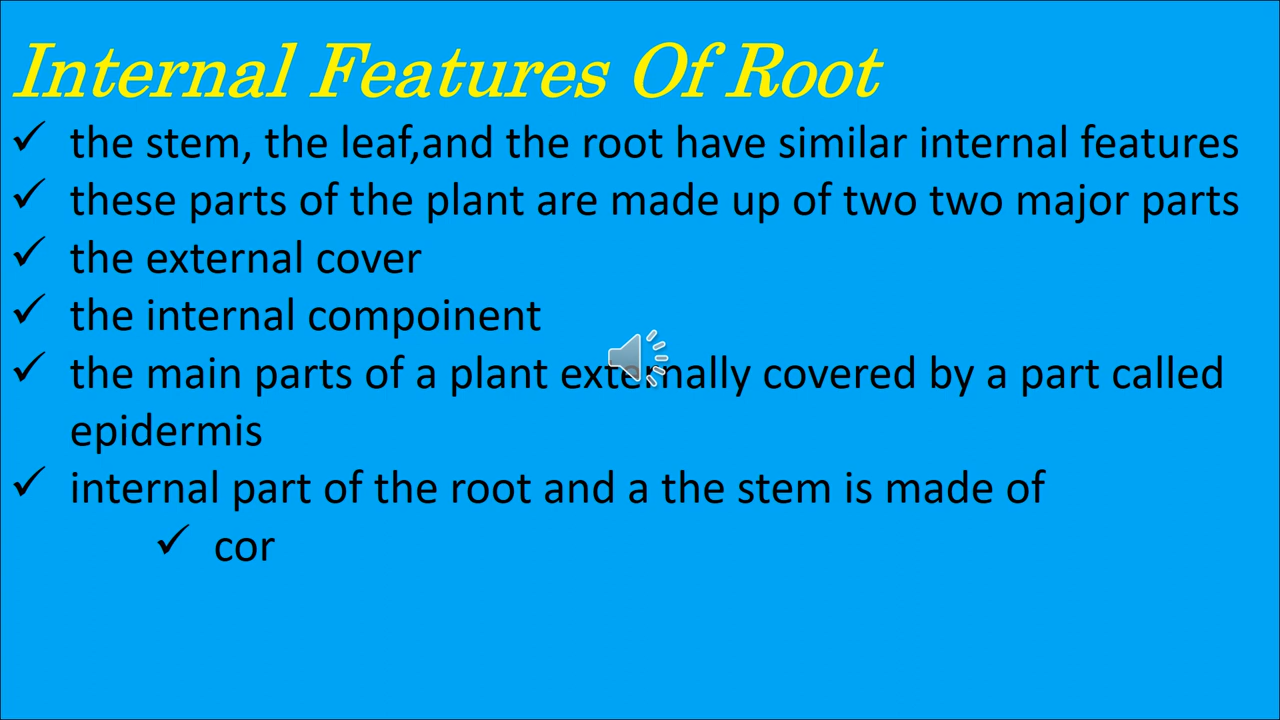 Internal Features Of Root
✓ the stem, the leaf,and the root have similar internal features
✓ these parts of the plant are made up of two two major parts
✓ the external cover
✓ the internal compoinent
✓ the main parts of a plant externally covered by a part called
epidermis
✓ internal part of the root and a the stem is made of
✓ cor